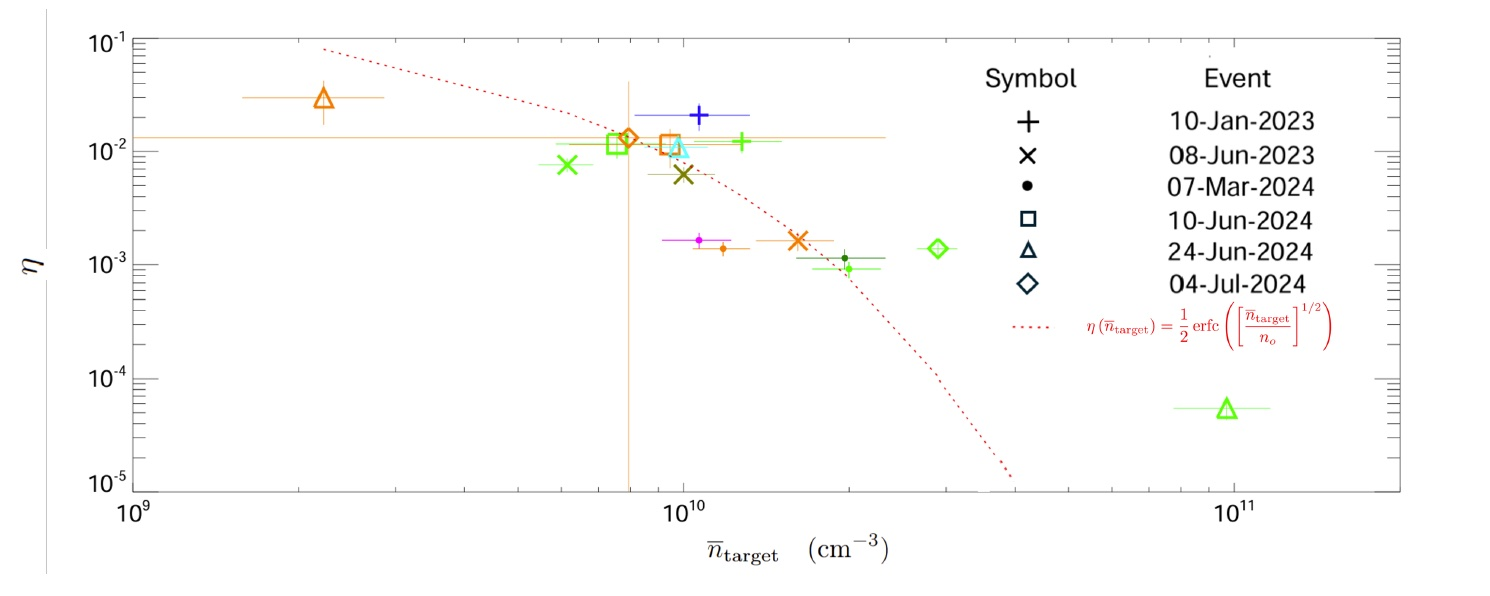 10^-1
Symbol Event
+ 10-Jan-2023
× 08-Jun-2023
● 07-Mar-2024
□ 10-Jun-2024
△ 24-Jun-2024
◇ 04-Jul-2024
η (n̅_target) = 1/2 erfc([n̅_target/n_o]^1/2)
10^-2
10^-3
10^-4
10^-5
η
10^9 10^10 10^11
n̅_target (cm^−3)